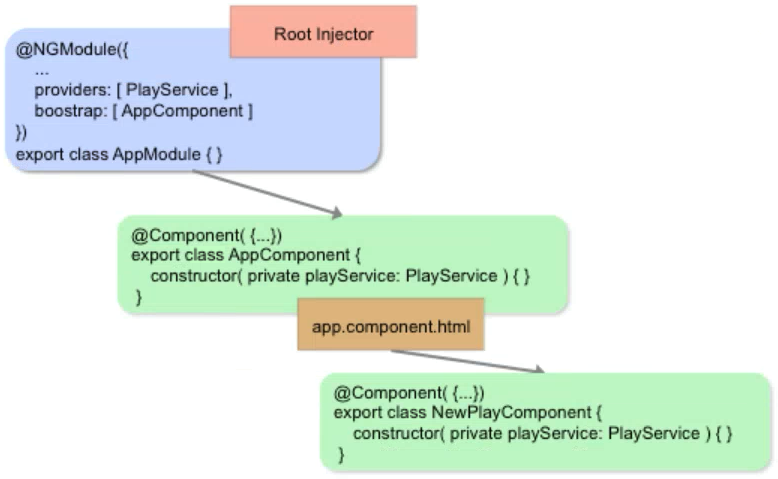 Root Injector
@NGModule({
...
providers: [ PlayService ],
boostrap: [ AppComponent ]
})
export class AppModule { }
@Component( {...})
export class AppComponent {
constructor( private playService: PlayService ) { }
}
app.component.html
@Component( {...})
export class NewPlayComponent {
constructor( private playService: PlayService ) { }
}